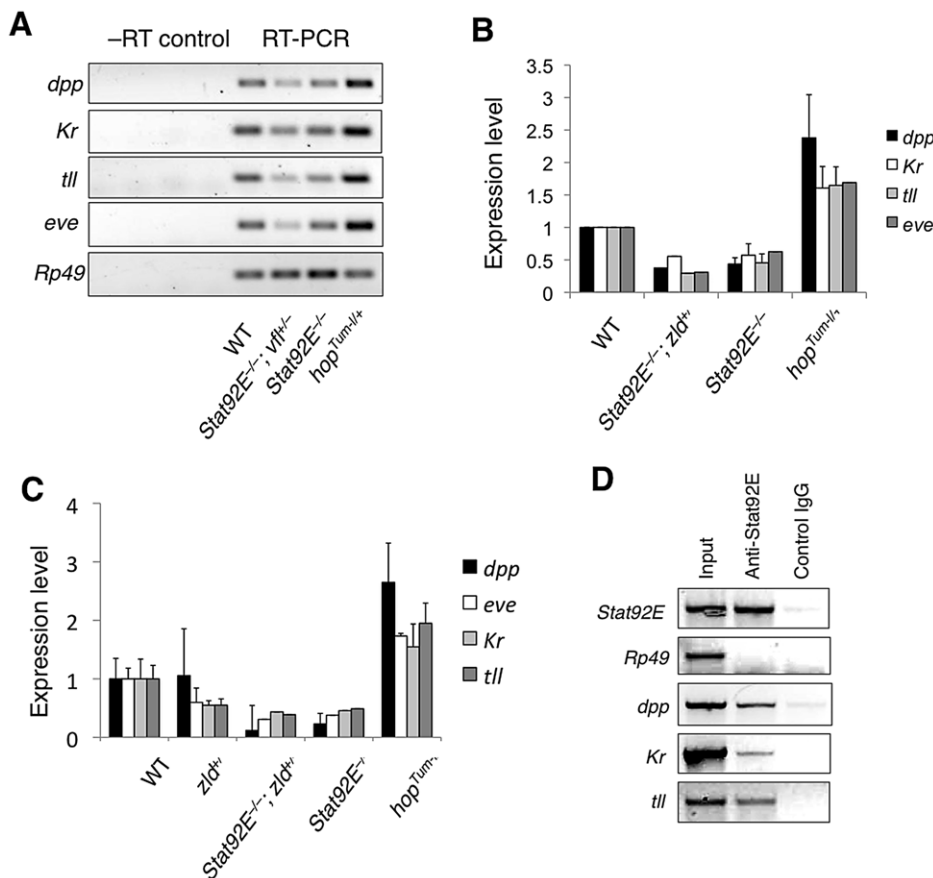 A
–RT control RT-PCR
dpp
Kr
tll
eve
Rp49
WT
Stat92E-/-; vfl+/–
Stat92E-/-
hopTum-l/+
B
Expression level
3.5
3
2.5
2
1.5
1
0.5
0
WT
Stat92E-/-; zld+/
Stat92E-/-
hopTum-l/+
dpp
Kr
tll
eve
C
Expression level
4
3
2
1
0
WT
zld+/
Stat92E-/-; zld+/
Stat92E-/
hopTum-
dpp
eve
Kr
tll
D
Input
Anti-Stat92E
Control IgG
Stat92E
Rp49
dpp
Kr
tll